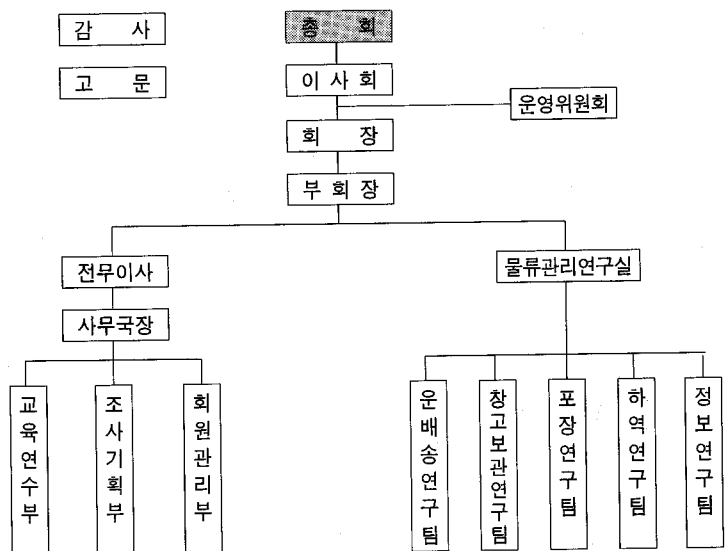 감 사
총 회
고 문
이 사 회
운영위원회
회 장
부 회 장
전무이사
물류관리연구실
사무국장
교육연수부
조사기획부
회원관리부
운배송연구팀
창고보관연구팀
포장연구팀
하역연구팀
정보연구팀